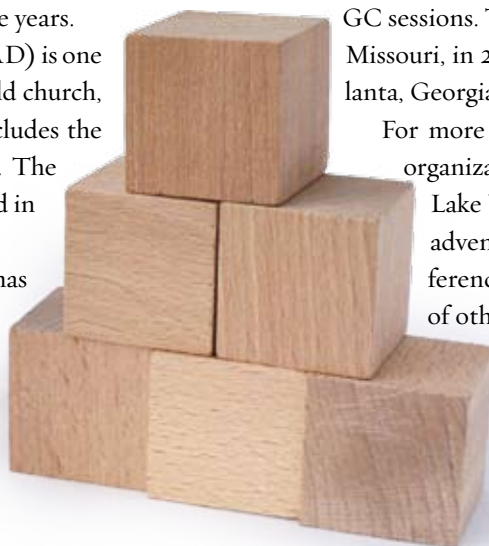 e years.
AD) is one
ld church,
cludes the
. The
d in
has
GC sessions. T
Missouri, in 2
lanta, Georgia
For more
organiza
Lake
adven
ferenc
of oth